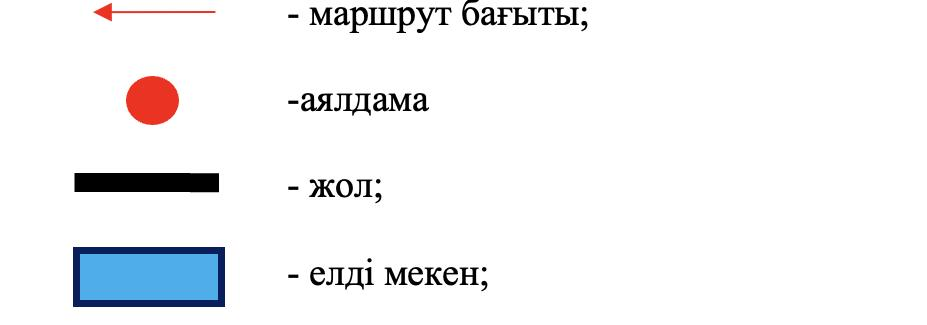 - маршрут бағыты;
-аялдама
- жол;
- елді мекен;